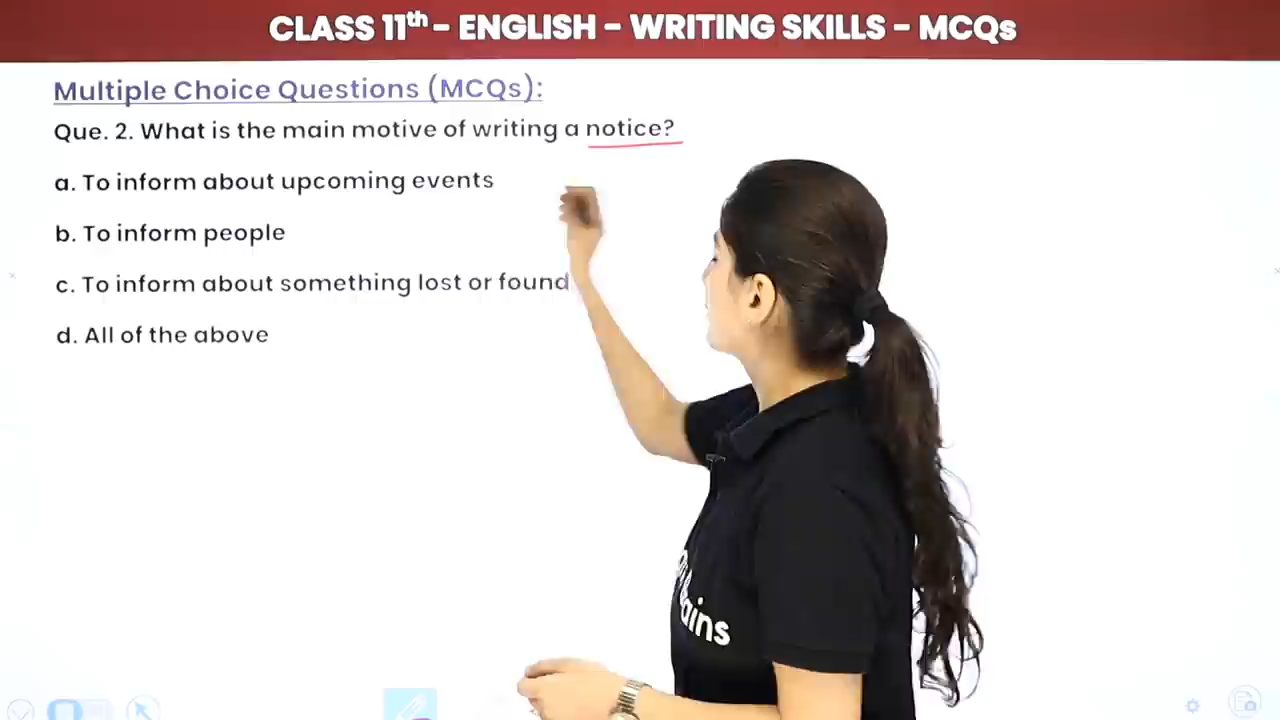 CLASS 11th – ENGLISH – WRITING SKILLS – MCQs
Multiple Choice Questions (MCQs):
Que. 2. What is the main motive of writing a notice?
a. To inform about upcoming events
b. To inform people
c. To inform about something lost or found
d. All of the above